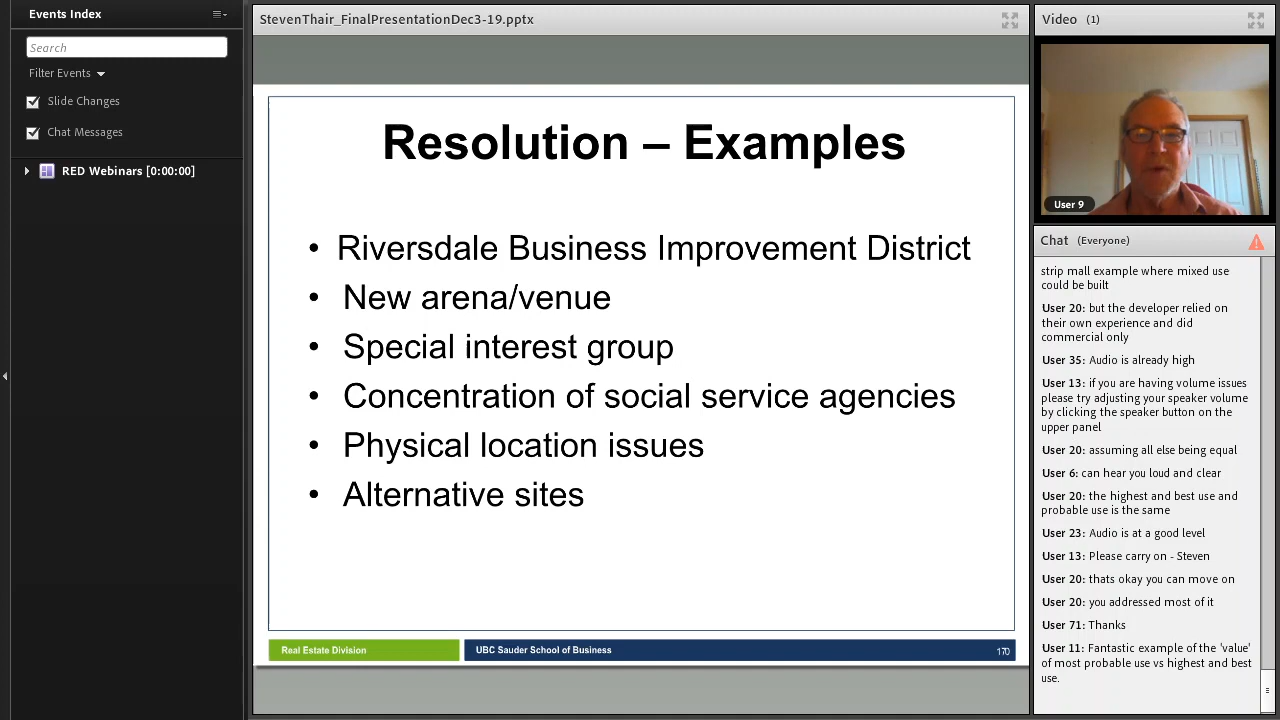 Events Index
Search
Filter Events
Slide Changes
Chat Messages
RED Webinars [0:00:00]
StevenThair_FinalPresentationDec3-19.pptx
Resolution – Examples
• Riversdale Business Improvement District
• New arena/venue
• Special interest group
• Concentration of social service agencies
• Physical location issues
• Alternative sites
Real Estate Division
UBC Sauder School of Business
170
Video (1)
User 9
Chat (Everyone)
strip mall example where mixed use
could be built
User 20: but the developer relied on
their own experience and did
commercial only
User 35: Audio is already high
User 13: if you are having volume issues
please try adjusting your speaker volume
by clicking the speaker button on the
upper panel
User 20: assuming all else being equal
User 6: can hear you loud and clear
User 20: the highest and best use and
probable use is the same
User 23: Audio is at a good level
User 13: Please carry on - Steven
User 20: thats okay you can move on
User 20: you addressed most of it
User 71: Thanks
User 11: Fantastic example of the 'value'
of most probable use vs highest and best
use.